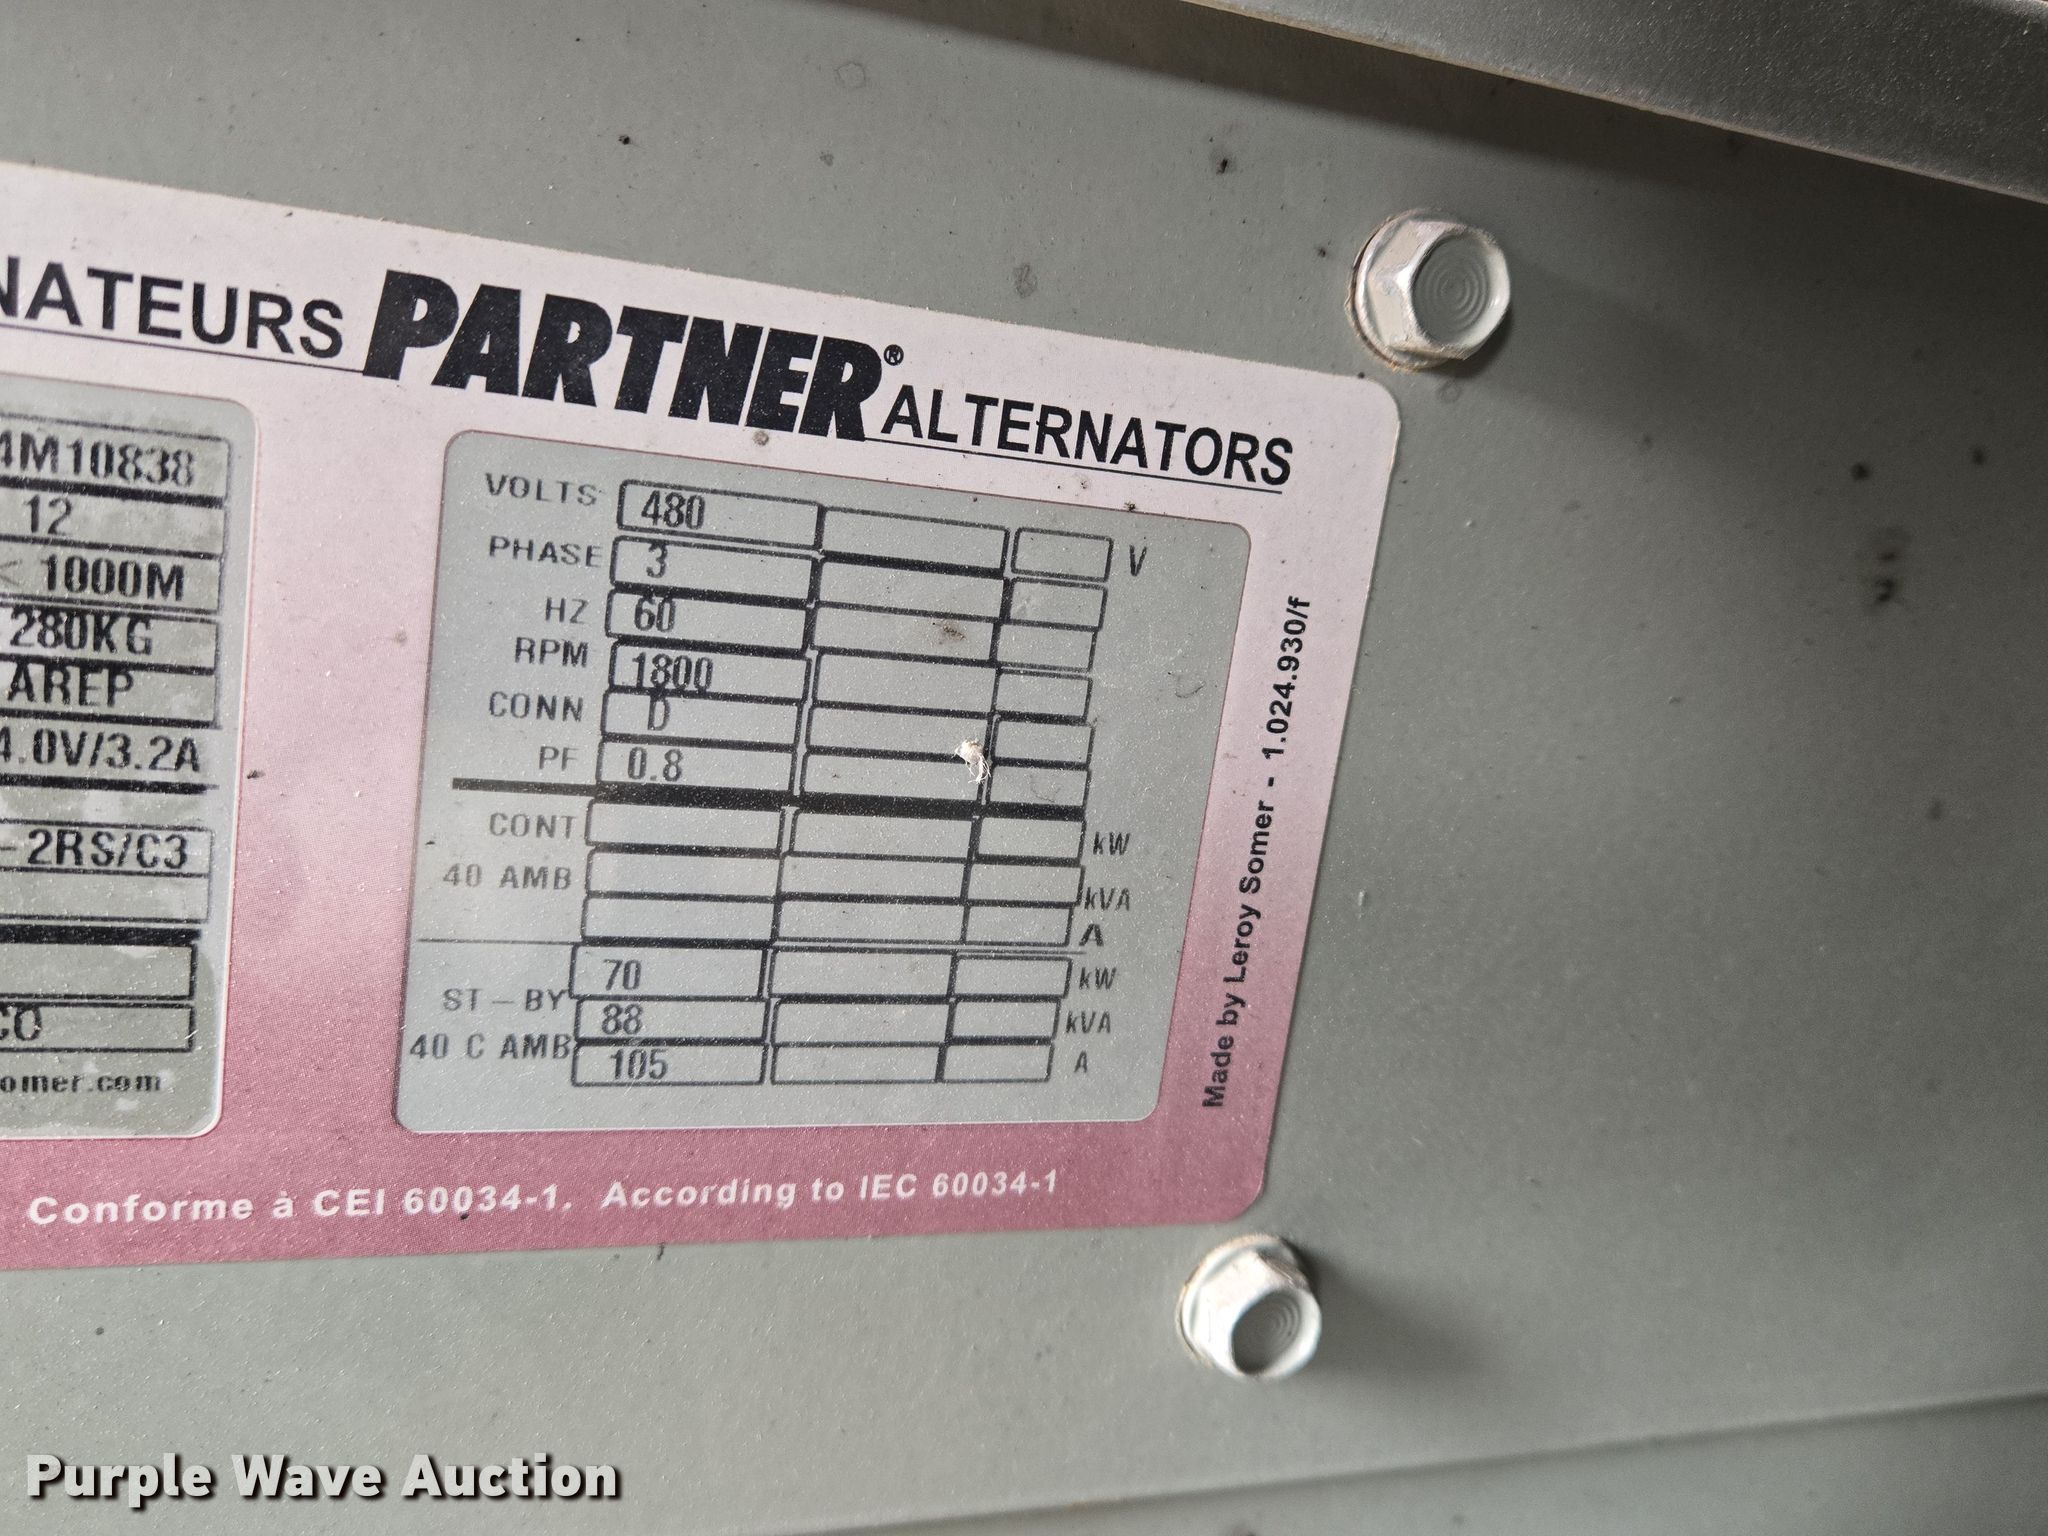 NATEURS PARTNER® ALTERNATORS
4M10838
12
< 1000M
280KG
AREP
4.0V/3.2A
-2RS/C3
CO
omer.com
VOLTS 480 V
PHASE 3
HZ 60
RPM 1800
CONN D
PF 0.8
CONT kW
40 AMB kVA
A
70 kW
ST-BY 88 kVA
40 C AMB 105 A
Made by Leroy Somer - 1.024.930/f
Conforme à CEI 60034-1. According to IEC 60034-1
Purple Wave Auction